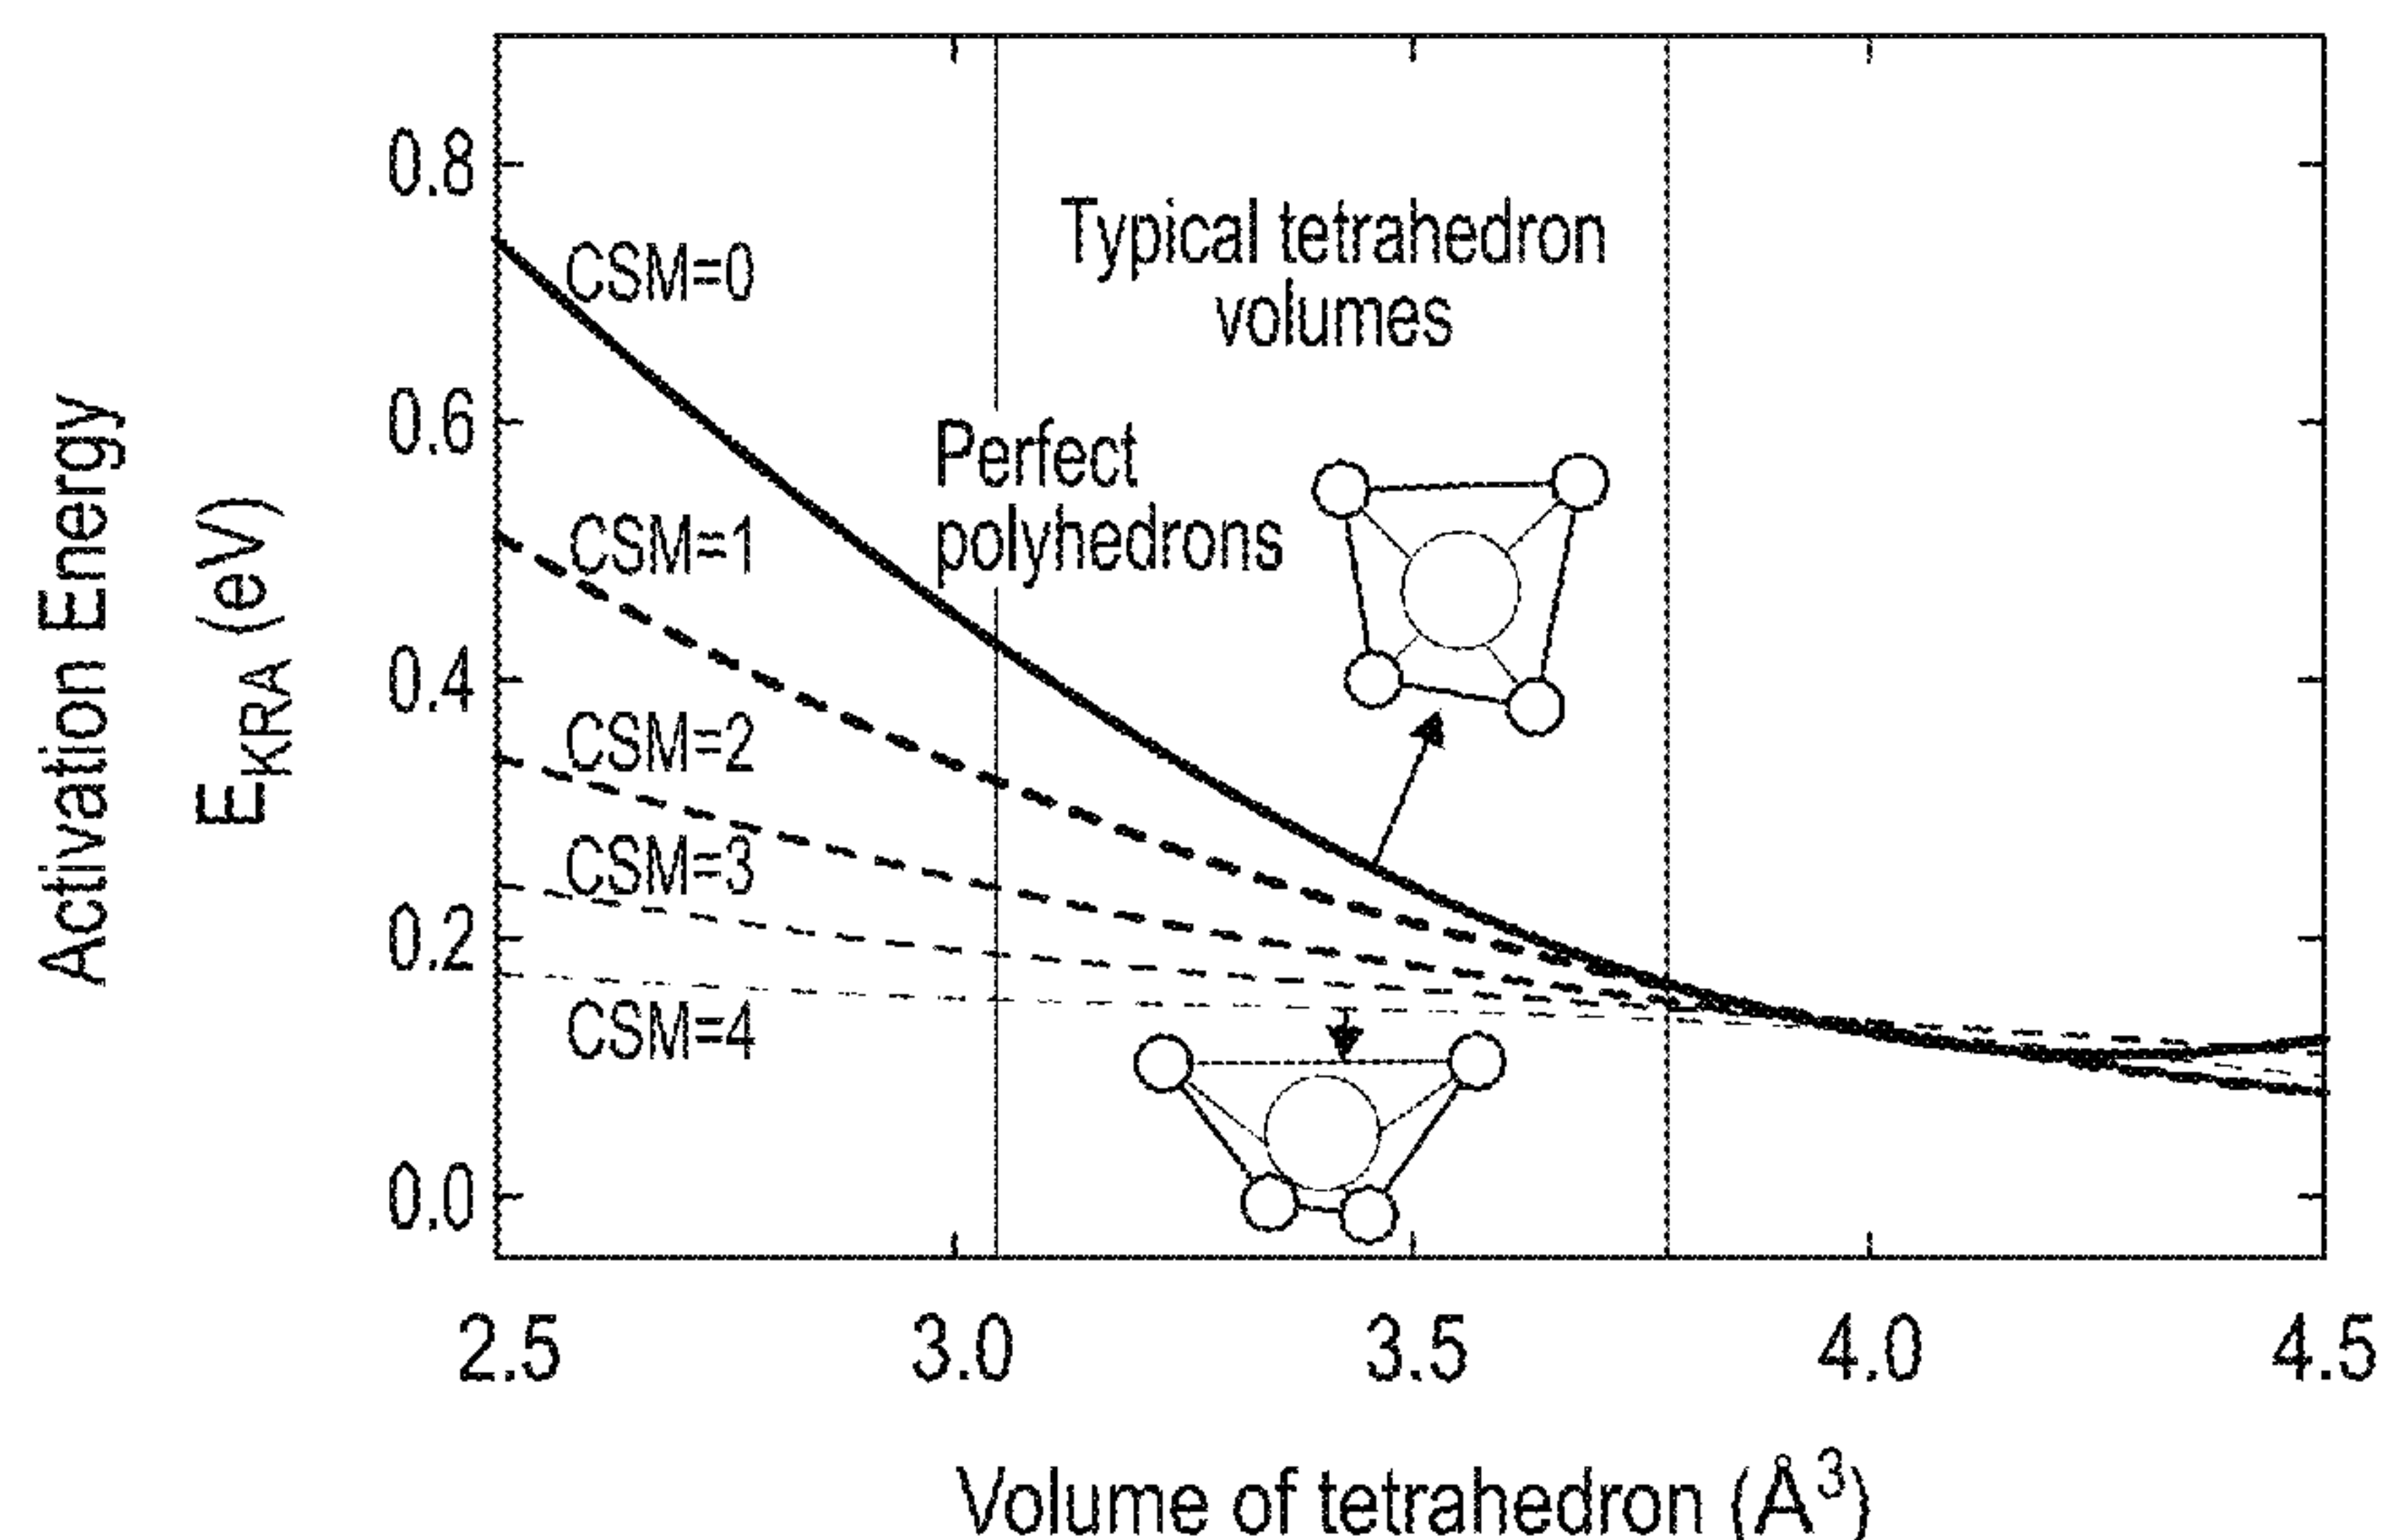 Activation Energy
E_KRA (eV)
0.8
0.6
0.4
0.2
0.0
CSM=0
CSM=1
CSM=2
CSM=3
CSM=4
Typical tetrahedron
volumes
Perfect
polyhedrons
2.5 3.0 3.5 4.0 4.5
Volume of tetrahedron (Å³)